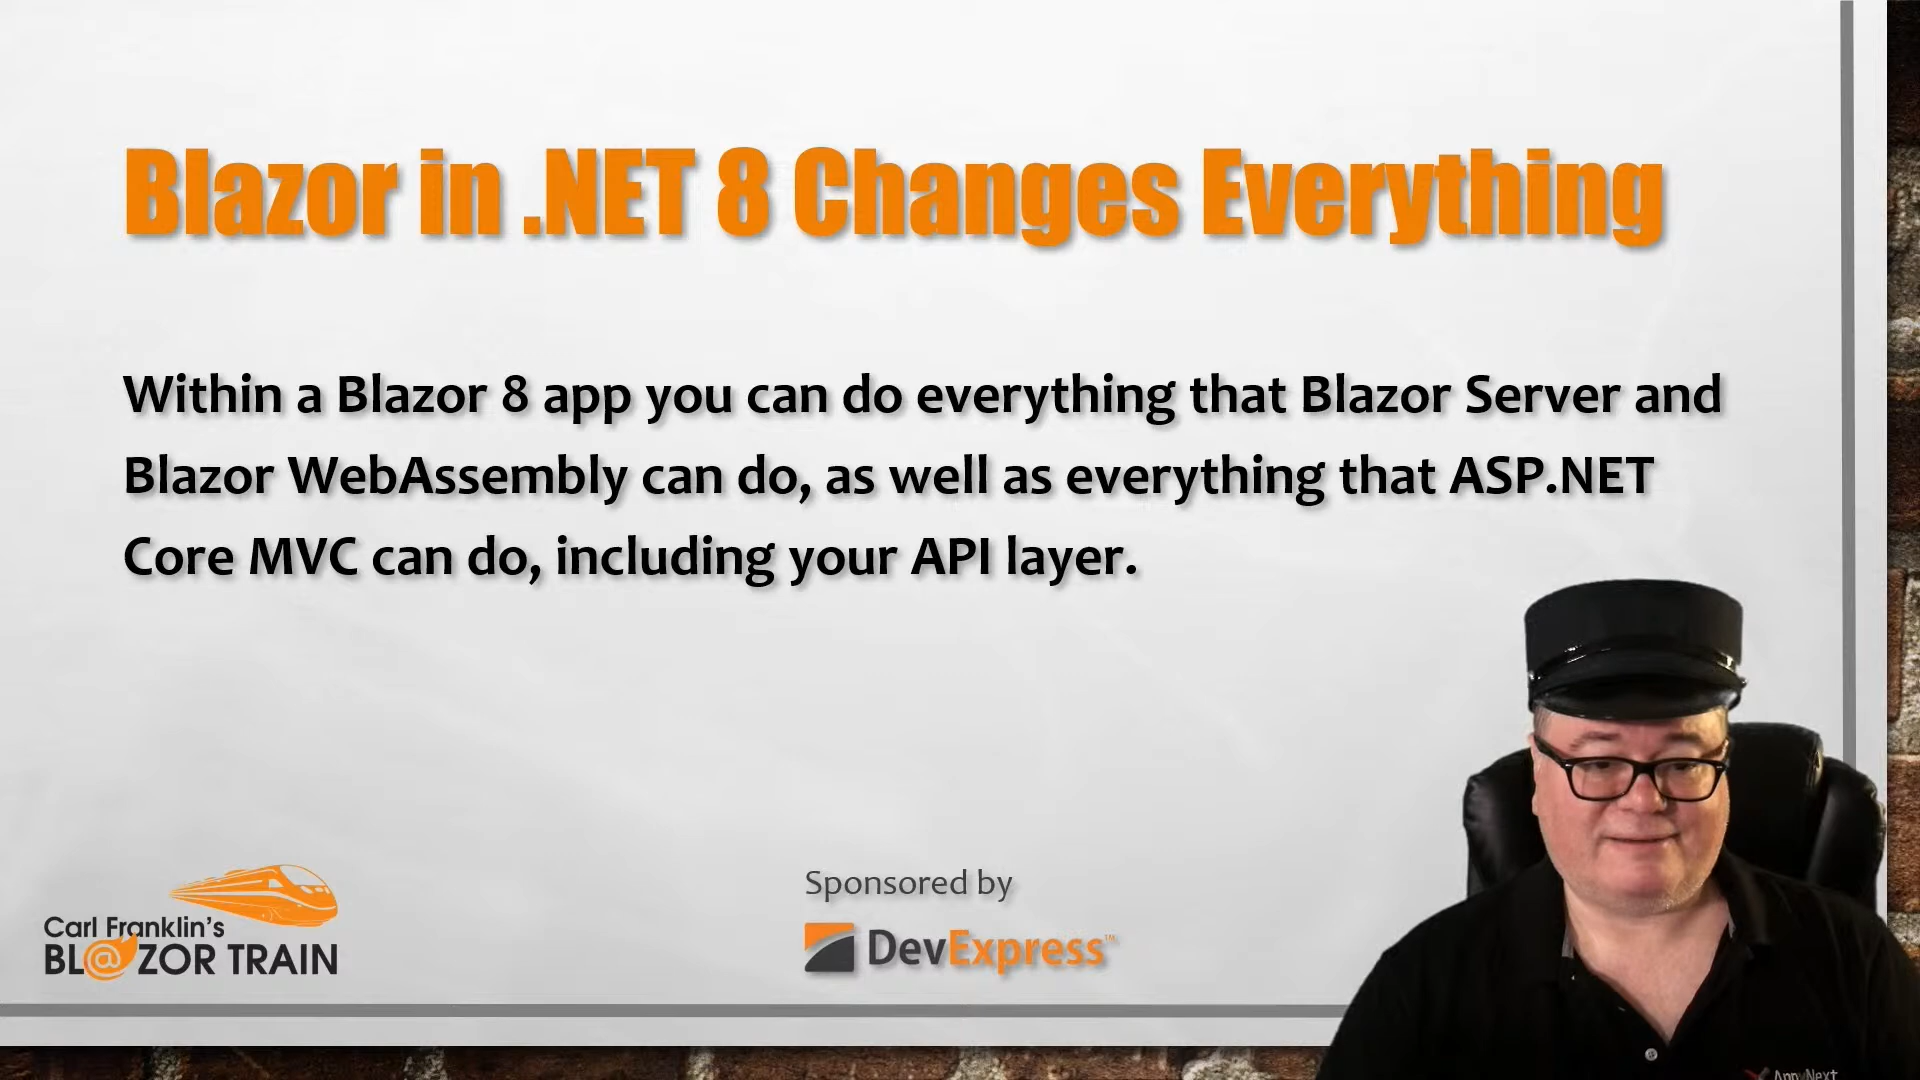 Blazor in .NET 8 Changes Everything
Within a Blazor 8 app you can do everything that Blazor Server and
Blazor WebAssembly can do, as well as everything that ASP.NET
Core MVC can do, including your API layer.
Carl Franklin's
BL@ZOR TRAIN
Sponsored by
DevExpress™
AppvNext